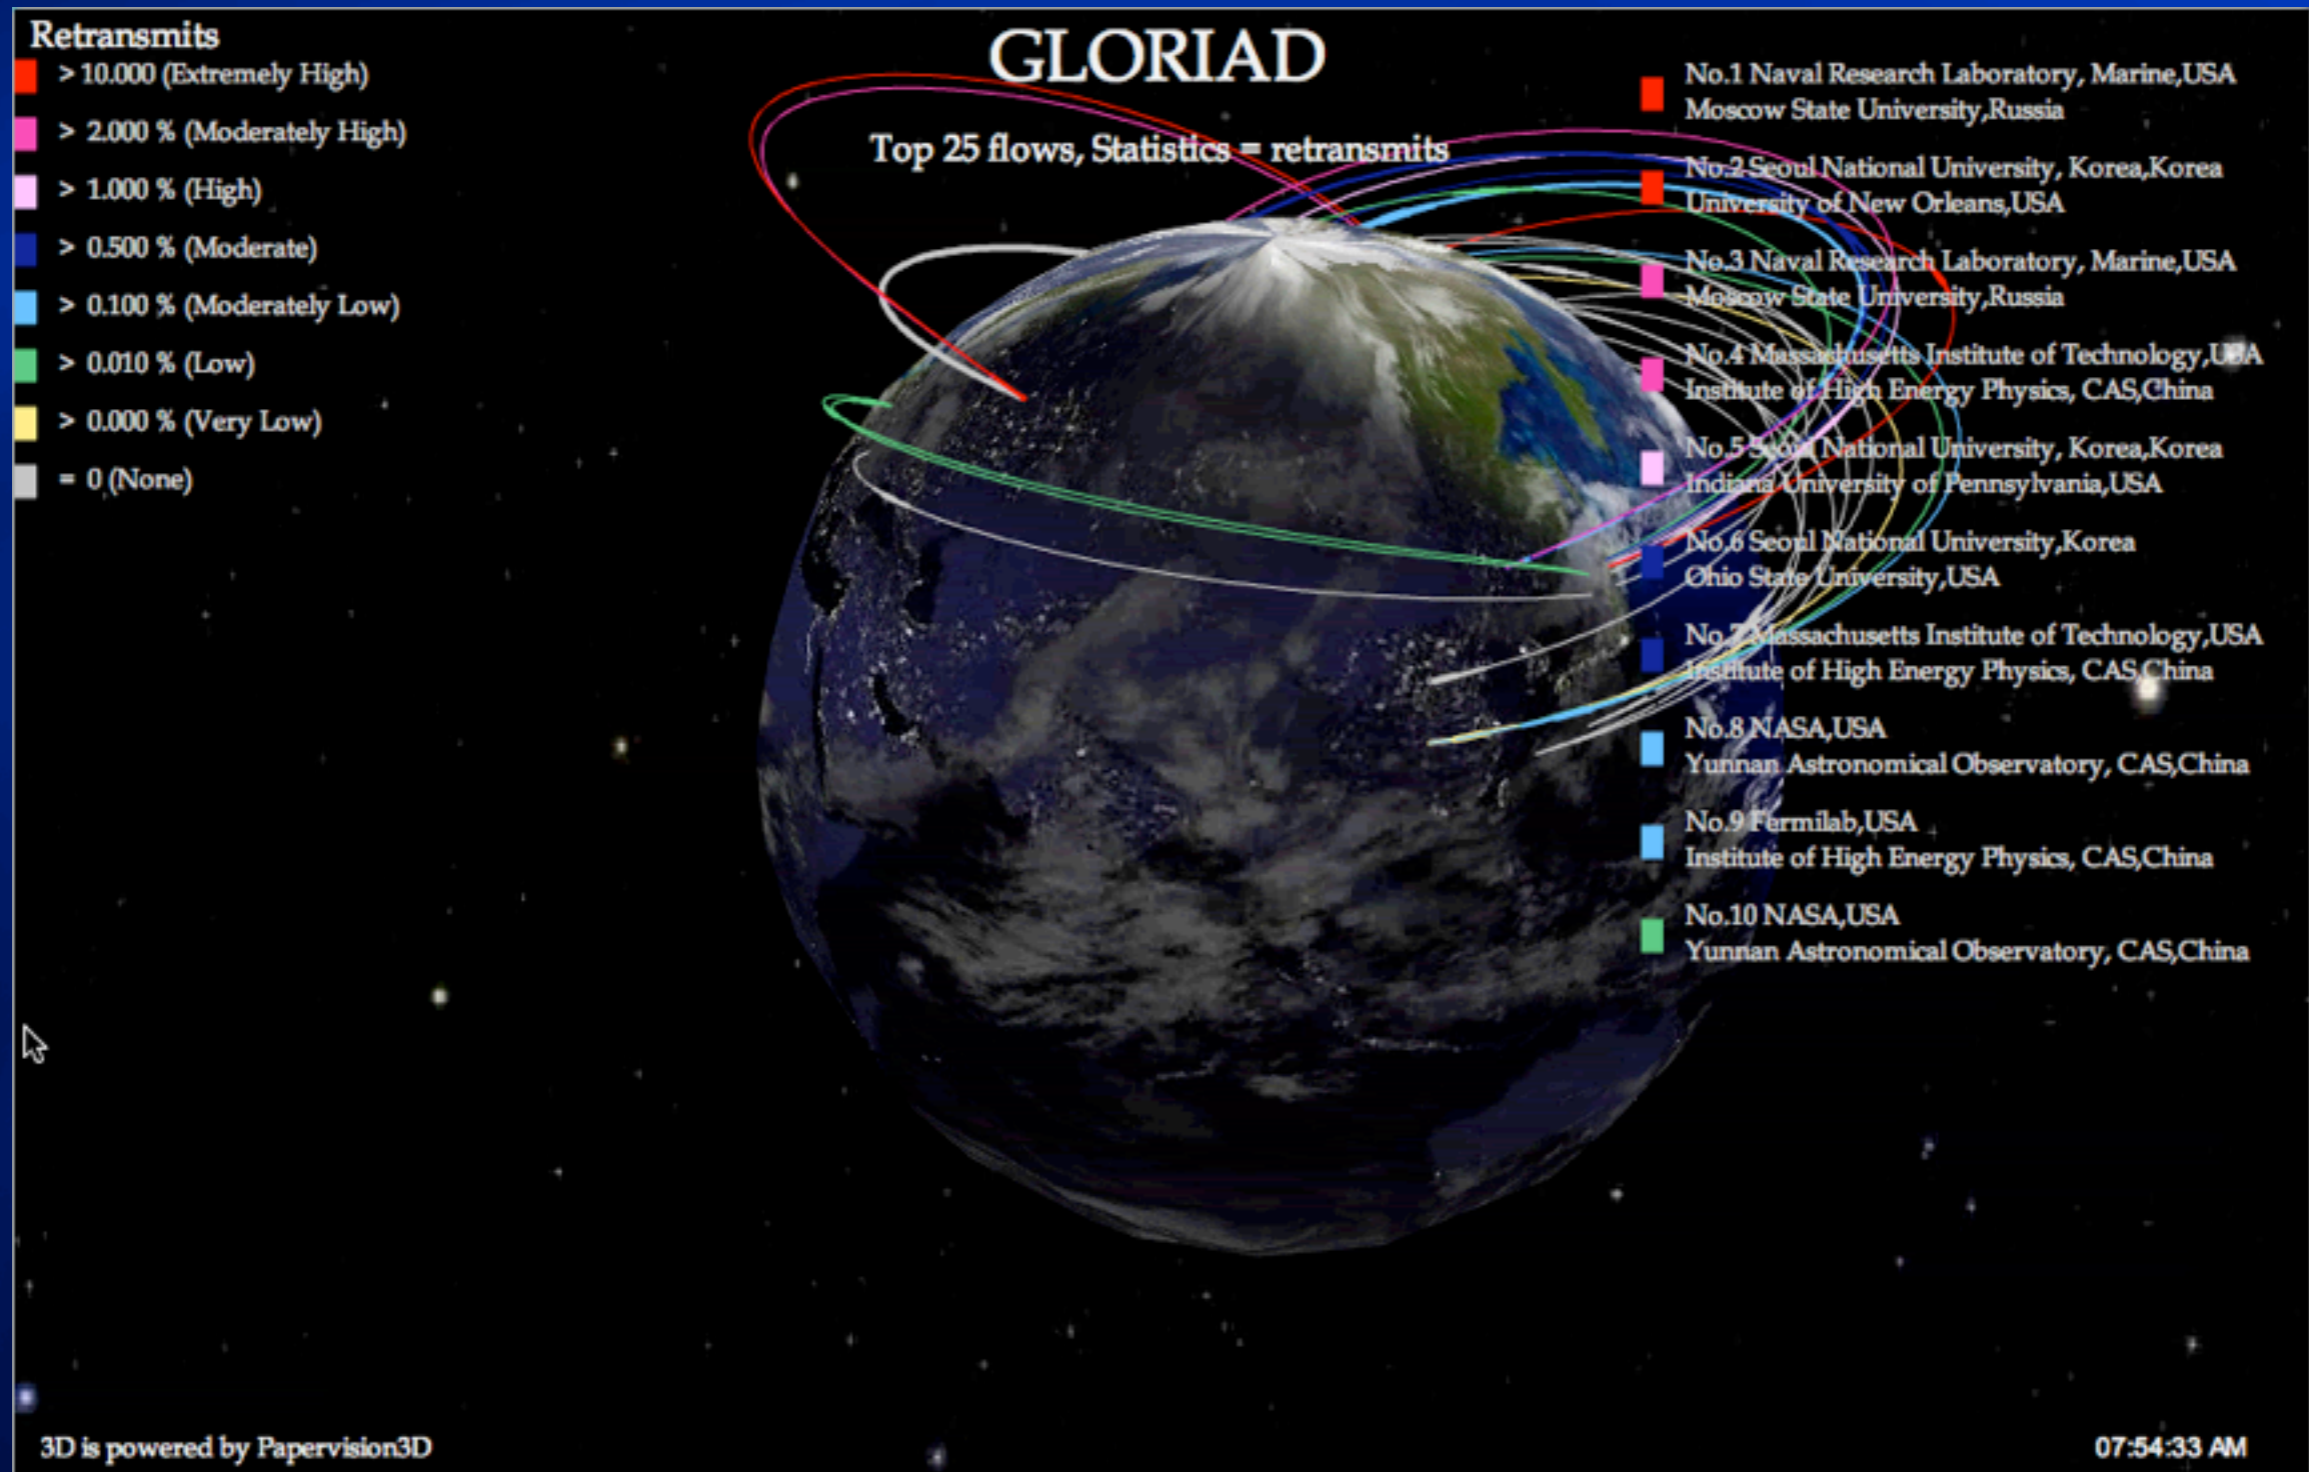 Retransmits
> 10.000 (Extremely High)
> 2.000 % (Moderately High)
> 1.000 % (High)
> 0.500 % (Moderate)
> 0.100 % (Moderately Low)
> 0.010 % (Low)
> 0.000 % (Very Low)
= 0 (None)
GLORIAD
Top 25 flows, Statistics = retransmits
No.1 Naval Research Laboratory, Marine,USA
Moscow State University,Russia
No.2 Seoul National University, Korea,Korea
University of New Orleans,USA
No.3 Naval Research Laboratory, Marine,USA
Moscow State University,Russia
No.4 Massachusetts Institute of Technology,USA
Institute of High Energy Physics, CAS,China
No.5 Seoul National University, Korea,Korea
Indiana University of Pennsylvania,USA
No.6 Seoul National University,Korea
Ohio State University,USA
No.7 Massachusetts Institute of Technology,USA
Institute of High Energy Physics, CAS,China
No.8 NASA,USA
Yunnan Astronomical Observatory, CAS,China
No.9 Fermilab,USA
Institute of High Energy Physics, CAS,China
No.10 NASA,USA
Yunnan Astronomical Observatory, CAS,China
3D is powered by Papervision3D
07:54:33 AM